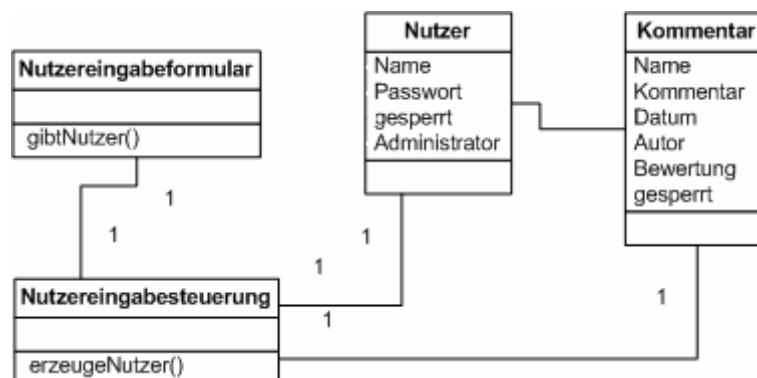 Nutzereingabeformular
gibtNutzer()
Nutzer
Name
Passwort
gesperrt
Administrator
Kommentar
Name
Kommentar
Datum
Autor
Bewertung
gesperrt
1
1
1
1
1
1
Nutzereingabesteuerung
erzeugeNutzer()